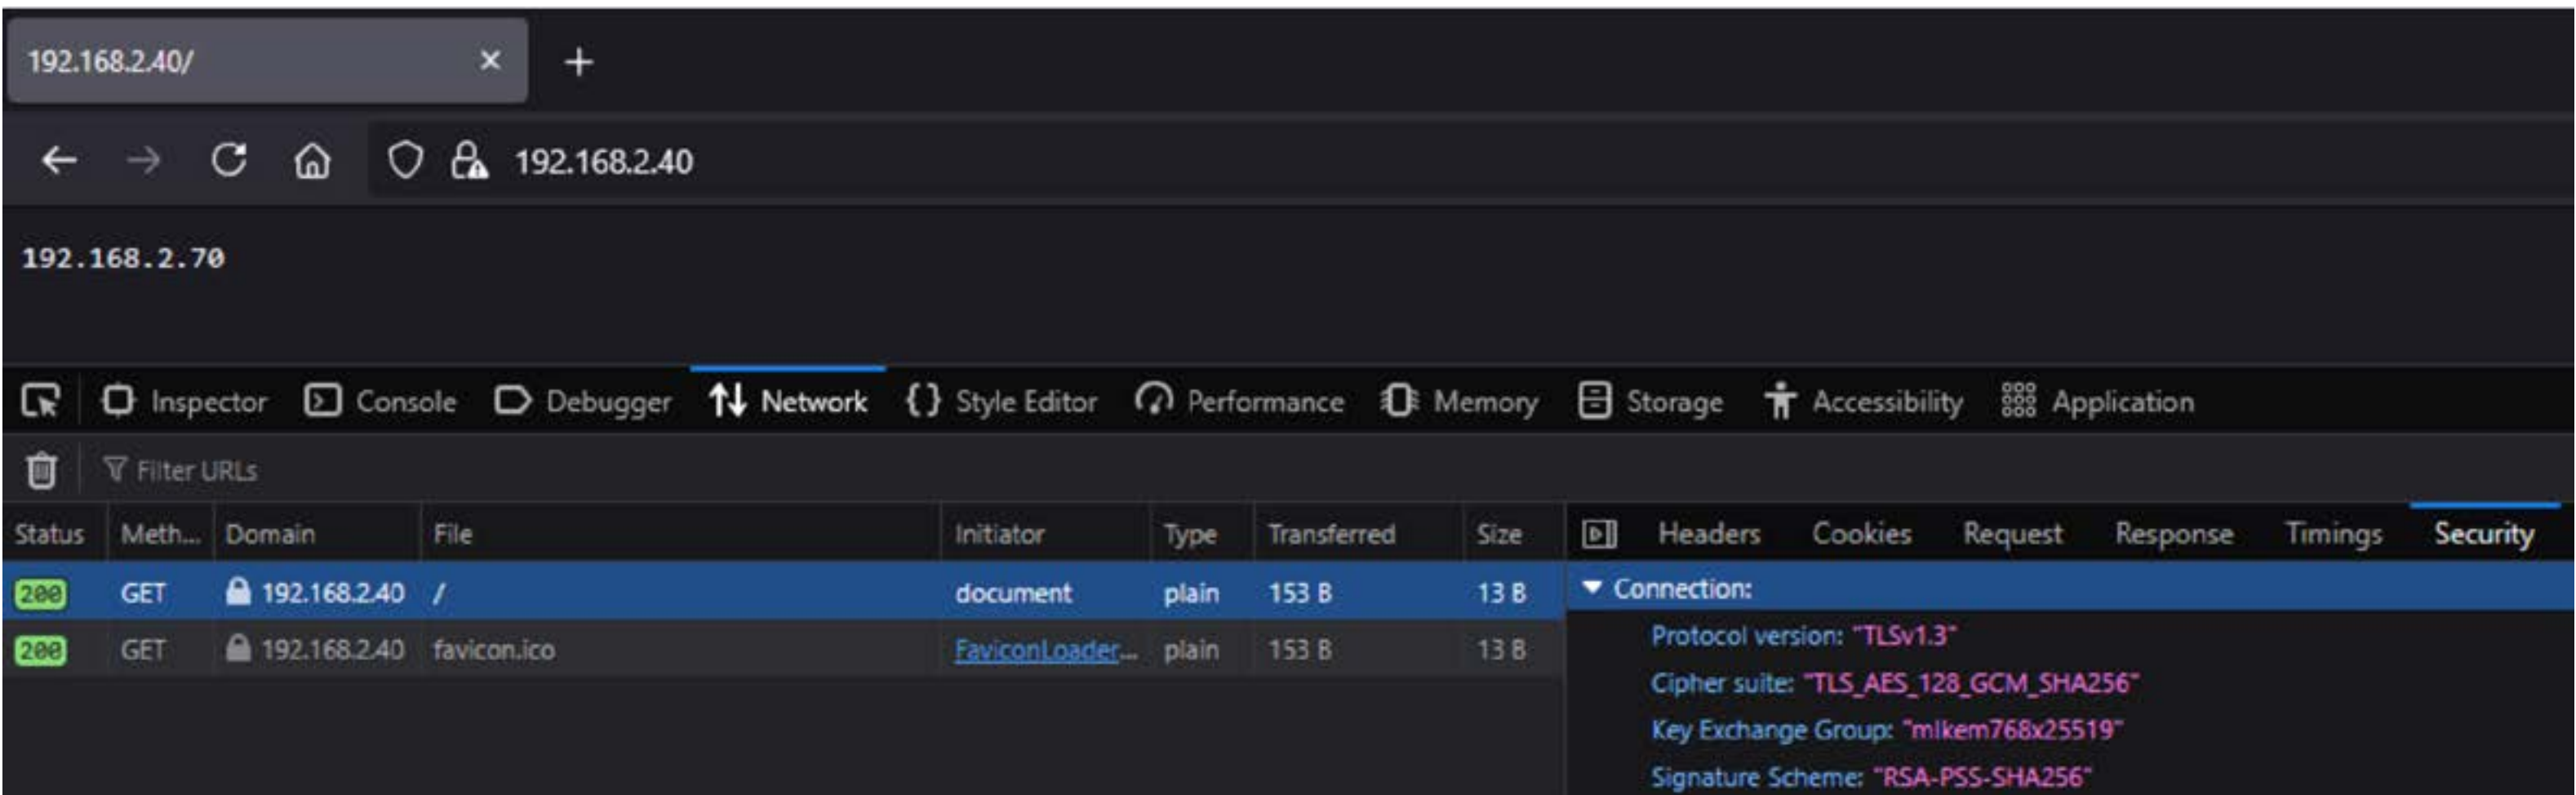 192.168.2.40/
192.168.2.40
192.168.2.70
Inspector Console Debugger Network Style Editor Performance Memory Storage Accessibility Application
Filter URLs
Status Meth... Domain File Initiator Type Transferred Size Headers Cookies Request Response Timings Security
200 GET 192.168.2.40 / document plain 153 B 13 B Connection:
Protocol version: "TLSv1.3"
200 GET 192.168.2.40 favicon.ico FaviconLoader... plain 153 B 13 B
Cipher suite: "TLS_AES_128_GCM_SHA256"
Key Exchange Group: "mlkem768x25519"
Signature Scheme: "RSA-PSS-SHA256"